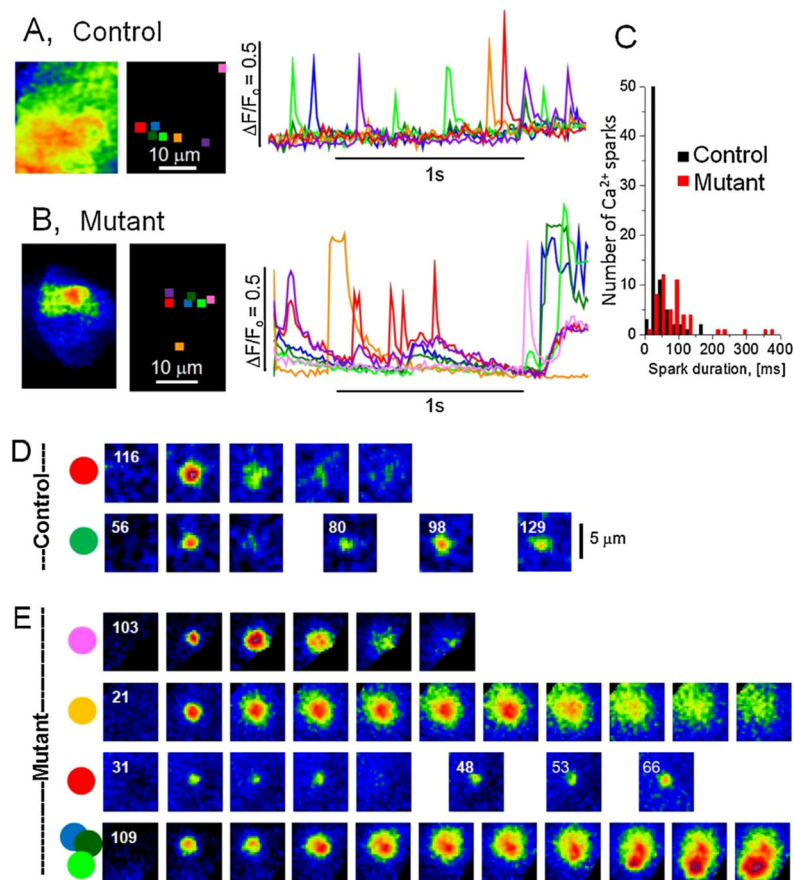 A, Control
10 μm
ΔF/Fo = 0.5
1s
B, Mutant
10 μm
ΔF/Fo = 0.5
1s
C
Number of Ca2+ sparks
50
40
30
20
10
0
Control
Mutant
0 100 200 300 400
Spark duration, [ms]
D
Control
116
56 80 98 129
5 μm
E
Mutant
103
21
31 48 53 66
109